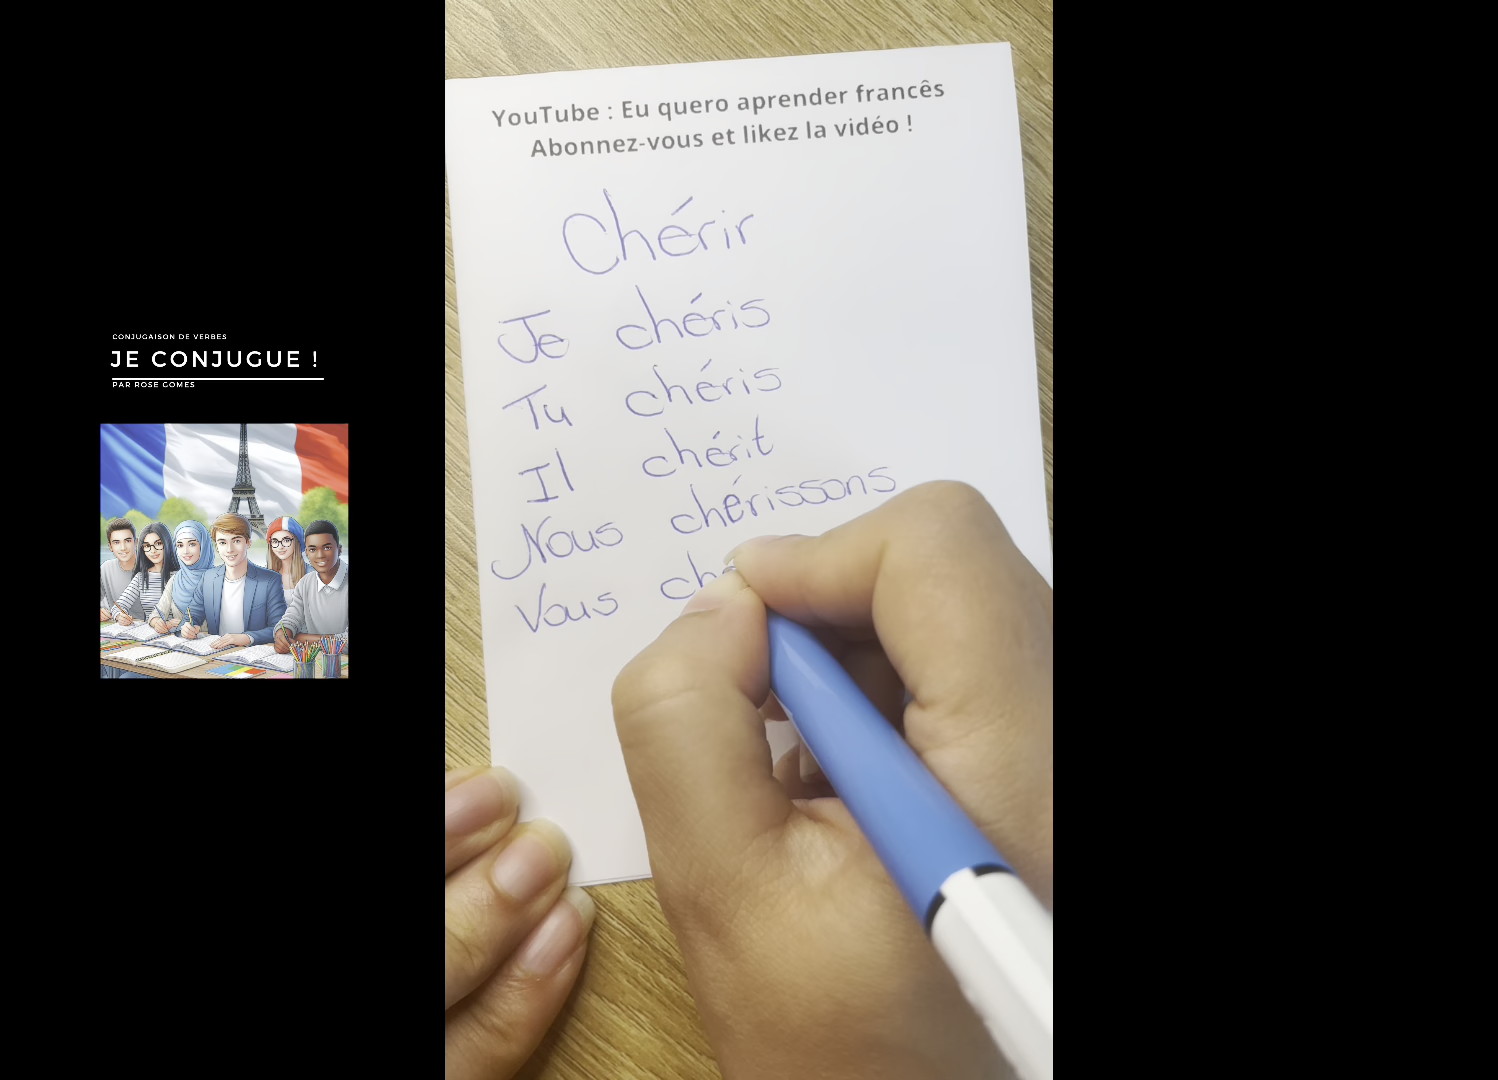 CONJUGAISON DE VERBES
JE CONJUGUE !
PAR ROSE GOMES
YouTube : Eu quero aprender francês
Abonnez-vous et likez la vidéo !
Chérir
Je chéris
Tu chéris
Il chérit
Nous chérissons
Vous